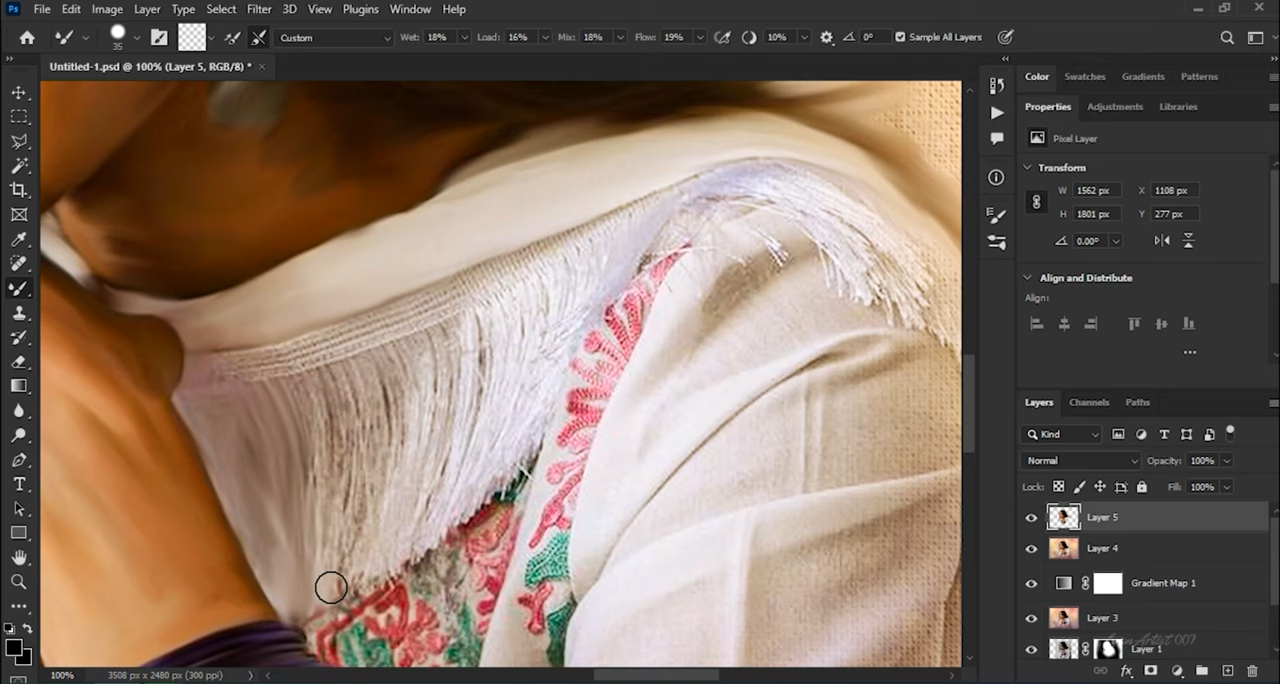 Ps File Edit Image Layer Type Select Filter 3D View Plugins Window Help
35 Custom Wet: 18% Load: 16% Mix: 18% Flow: 19% 10% 0° Sample All Layers
Untitled-1.psd @ 100% (Layer 5, RGB/8) *
Color Swatches Gradients Patterns
Properties Adjustments Libraries
Pixel Layer
Transform
W 1562 px X 1108 px
H 1801 px Y 277 px
0.00°
Align and Distribute
Align:
Layers Channels Paths
Kind
Normal Opacity: 100%
Lock: Fill: 100%
Layer 5
Layer 4
Gradient Map 1
Layer 3
Layer 1
100% 3508 px x 2480 px (300 ppi)